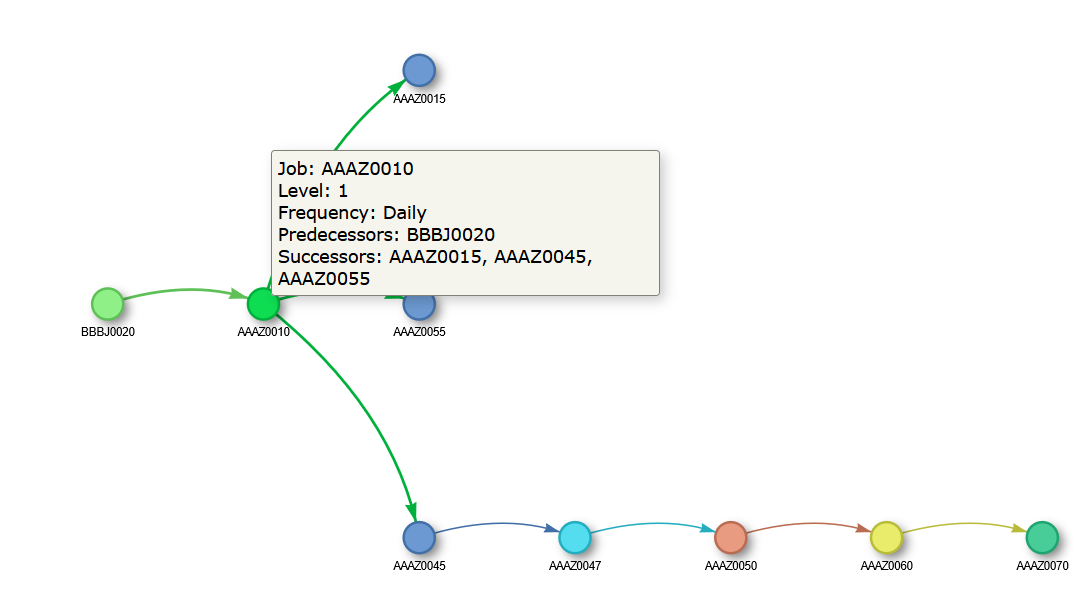 AAAZ0015
Job: AAAZ0010
Level: 1
Frequency: Daily
Predecessors: BBBJ0020
Successors: AAAZ0015, AAAZ0045,
AAAZ0055
BBBJ0020
AAAZ0010
AAAZ0055
AAAZ0045
AAAZ0047
AAAZ0050
AAAZ0060
AAAZ0070